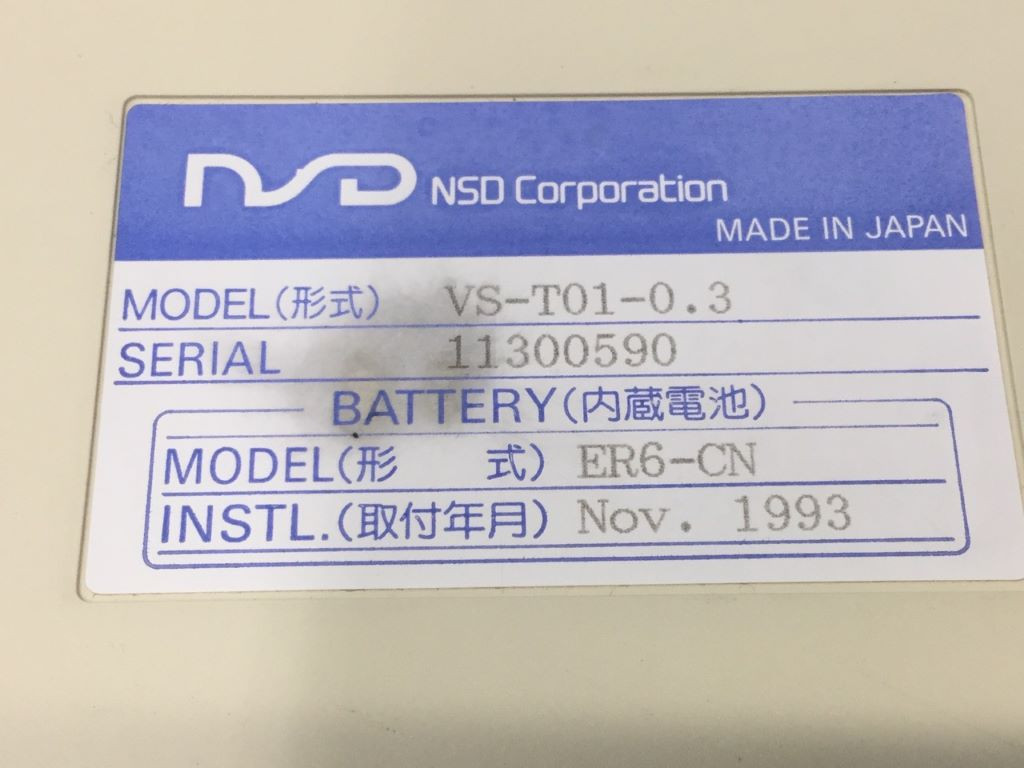 NSD NSD Corporation
MADE IN JAPAN
MODEL(形式) VS-T01-0.3
SERIAL 11300590
BATTERY(内蔵電池)
MODEL(形 式) ER6-CN
INSTL.(取付年月) Nov. 1993